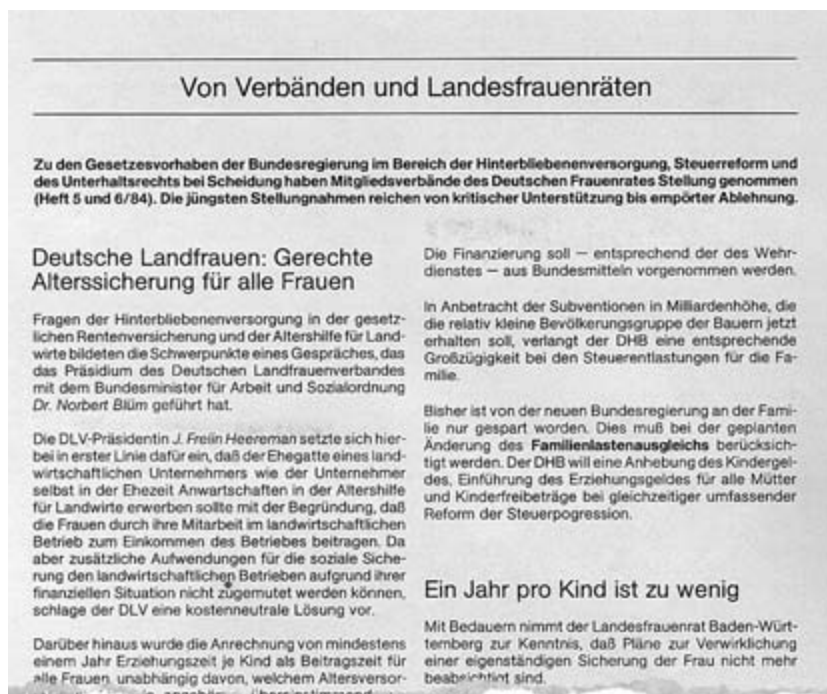 Von Verbänden und Landesfrauenräten
Zu den Gesetzesvorhaben der Bundesregierung im Bereich der Hinterbliebenenversorgung, Steuerreform und
des Unterhaltsrechts bei Scheidung haben Mitgliedsverbände des Deutschen Frauenrates Stellung genommen
(Heft 5 und 6/84). Die jüngsten Stellungnahmen reichen von kritischer Unterstützung bis empörter Ablehnung.
Deutsche Landfrauen: Gerechte
Alterssicherung für alle Frauen
Fragen der Hinterbliebenenversorgung in der gesetz-
lichen Rentenversicherung und der Altershilfe für Land-
wirte bildeten die Schwerpunkte eines Gespräches, das
das Präsidium des Deutschen Landfrauenverbandes
mit dem Bundesminister für Arbeit und Sozialordnung
Dr. Norbert Blüm geführt hat.
Die DLV-Präsidentin J. Freiin Heereman setzte sich hier-
bei in erster Linie dafür ein, daß der Ehegatte eines land-
wirtschaftlichen Unternehmers wie der Unternehmer
selbst in der Ehezeit Anwartschaften in der Altershilfe
für Landwirte erwerben sollte mit der Begründung, daß
die Frauen durch ihre Mitarbeit im landwirtschaftlichen
Betrieb zum Einkommen des Betriebes beitragen. Da
aber zusätzliche Aufwendungen für die soziale Siche-
rung den landwirtschaftlichen Betrieben aufgrund ihrer
finanziellen Situation nicht zugemutet werden können,
schlage der DLV eine kostenneutrale Lösung vor.
Darüber hinaus wurde die Anrechnung von mindestens
einem Jahr Erziehungszeit je Kind als Beitragszeit für
alle Frauen, unabhängig davon, welchem Altersversor-
Die Finanzierung soll — entsprechend der des Wehr-
dienstes — aus Bundesmitteln vorgenommen werden.
In Anbetracht der Subventionen in Milliardenhöhe, die
die relativ kleine Bevölkerungsgruppe der Bauern jetzt
erhalten soll, verlangt der DHB eine entsprechende
Großzügigkeit bei den Steuerentlastungen für die Fa-
milie.
Bisher ist von der neuen Bundesregierung an der Fami-
lie nur gespart worden. Dies muß bei der geplanten
Änderung des Familienlastenausgleichs berücksich-
tigt werden. Der DHB will eine Anhebung des Kindergel-
des, Einführung des Erziehungsgeldes für alle Mütter
und Kinderfreibeträge bei gleichzeitiger umfassender
Reform der Steuerpogression.
Ein Jahr pro Kind ist zu wenig
Mit Bedauern nimmt der Landesfrauenrat Baden-Würt-
temberg zur Kenntnis, daß Pläne zur Verwirklichung
einer eigenständigen Sicherung der Frau nicht mehr
beabsichtigt sind.